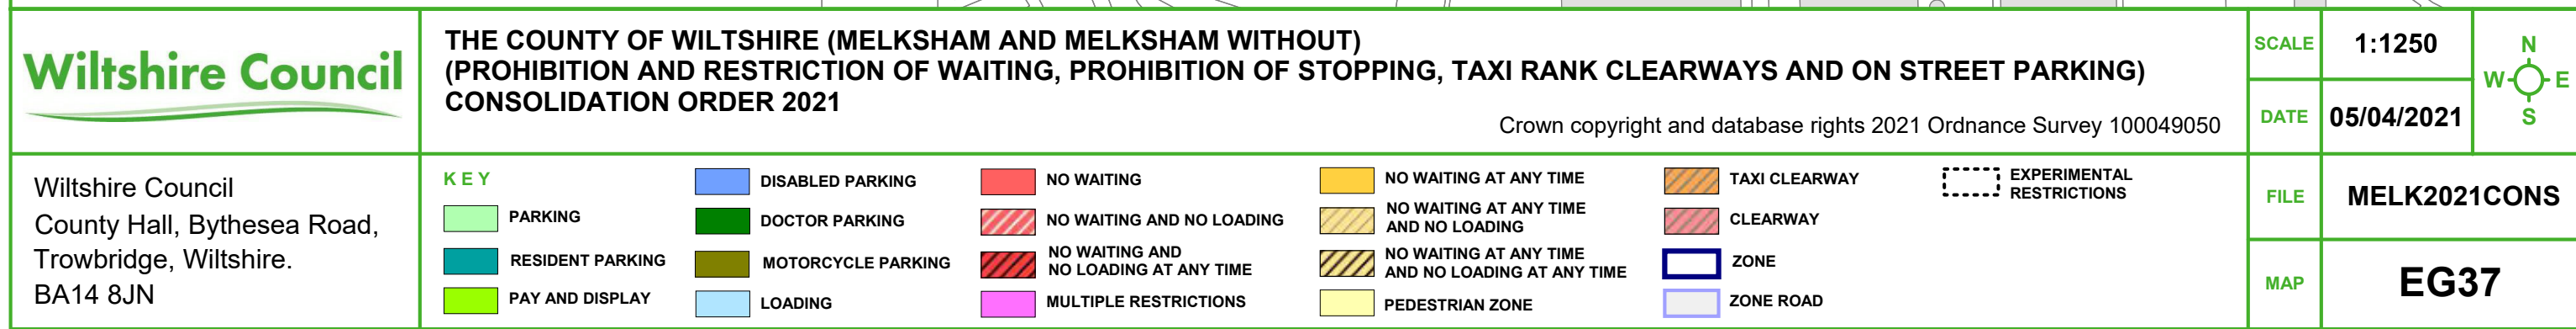 Wiltshire Council
THE COUNTY OF WILTSHIRE (MELKSHAM AND MELKSHAM WITHOUT)
(PROHIBITION AND RESTRICTION OF WAITING, PROHIBITION OF STOPPING, TAXI RANK CLEARWAYS AND ON STREET PARKING)
CONSOLIDATION ORDER 2021
Crown copyright and database rights 2021 Ordnance Survey 100049050
SCALE 1:1250
DATE 05/04/2021
N
W E
S
Wiltshire Council
County Hall, Bythesea Road,
Trowbridge, Wiltshire.
BA14 8JN
KEY
PARKING
RESIDENT PARKING
PAY AND DISPLAY
DISABLED PARKING
DOCTOR PARKING
MOTORCYCLE PARKING
LOADING
NO WAITING
NO WAITING AND NO LOADING
NO WAITING AND
NO LOADING AT ANY TIME
MULTIPLE RESTRICTIONS
NO WAITING AT ANY TIME
NO WAITING AT ANY TIME
AND NO LOADING
NO WAITING AT ANY TIME
AND NO LOADING AT ANY TIME
PEDESTRIAN ZONE
TAXI CLEARWAY
CLEARWAY
ZONE
ZONE ROAD
EXPERIMENTAL
RESTRICTIONS
FILE MELK2021CONS
MAP EG37